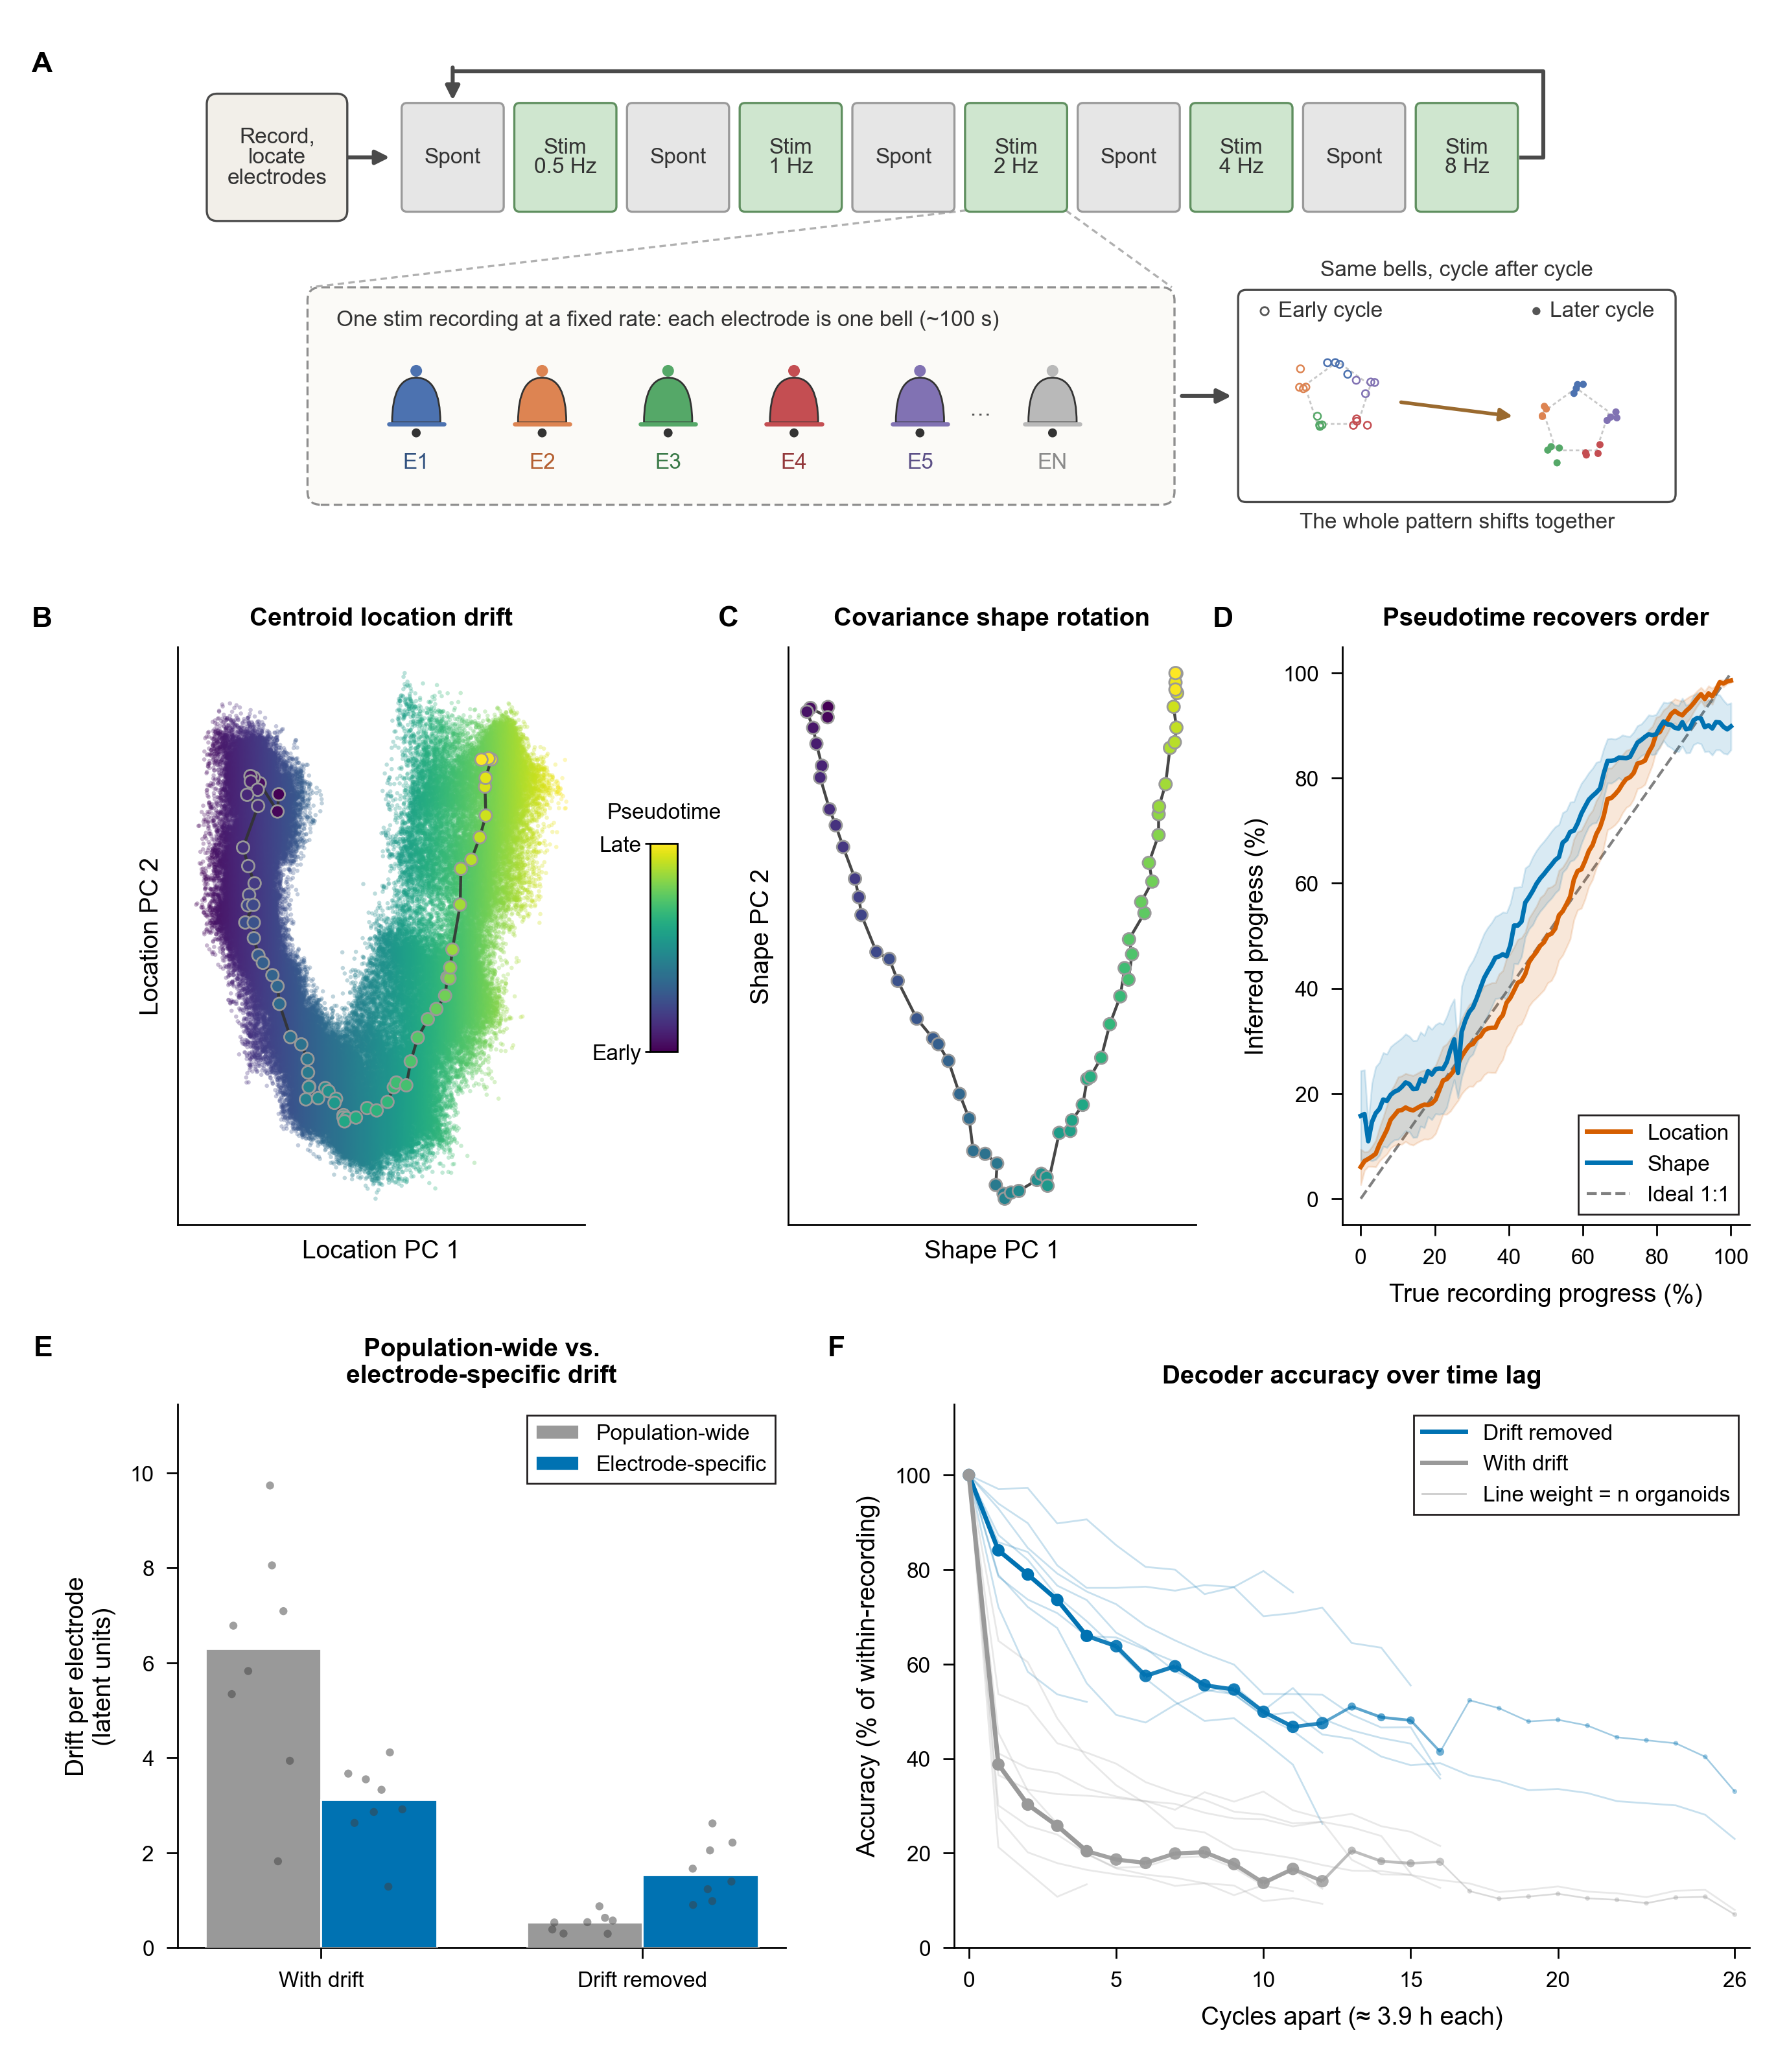 A
Record,
locate
electrodes
Spont
Stim
0.5 Hz
Spont
Stim
1 Hz
Spont
Stim
2 Hz
Spont
Stim
4 Hz
Spont
Stim
8 Hz
One stim recording at a fixed rate: each electrode is one bell (~100 s)
E1
E2
E3
E4
E5
...
EN
Same bells, cycle after cycle
Early cycle
Later cycle
The whole pattern shifts together
B
Centroid location drift
Location PC 2
Location PC 1
Pseudotime
Late
Early
C
Covariance shape rotation
Shape PC 2
Shape PC 1
D
Pseudotime recovers order
Inferred progress (%)
100
80
60
40
20
0
Location
Shape
Ideal 1:1
0 20 40 60 80 100
True recording progress (%)
E
Population-wide vs.
electrode-specific drift
Population-wide
Electrode-specific
Drift per electrode
(latent units)
10
8
6
4
2
0
With drift
Drift removed
F
Decoder accuracy over time lag
Drift removed
With drift
Line weight = n organoids
Accuracy (% of within-recording)
100
80
60
40
20
0
0 5 10 15 20 26
Cycles apart (≈ 3.9 h each)